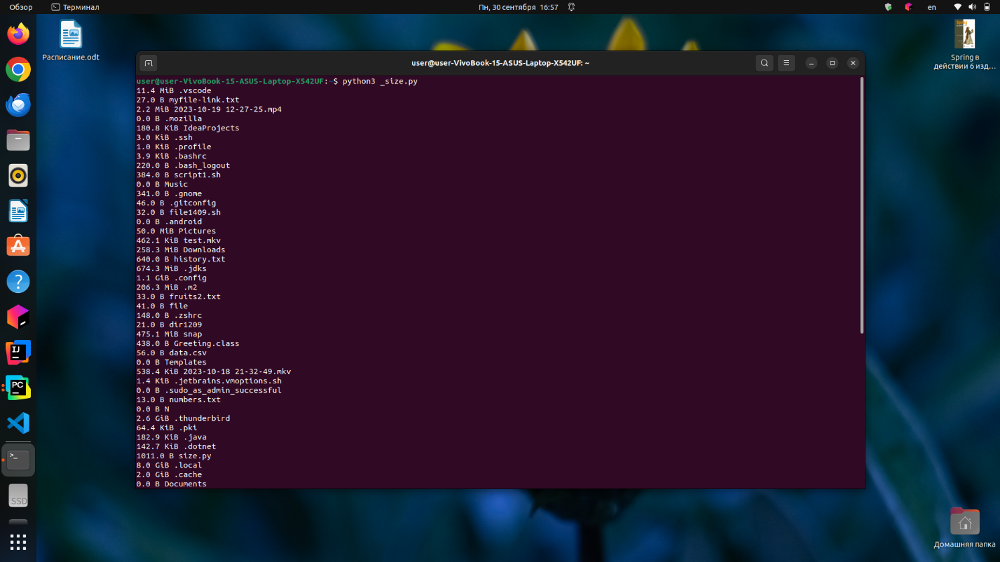 Обзор
Терминал
Пн, 30 сентября 16:57
en
Расписание.odt
Spring в
действии 6 изд…
user@user-VivoBook-15-ASUS-Laptop-X542UF: ~
user@user-VivoBook-15-ASUS-Laptop-X542UF:~$ python3 _size.py
11.4 MiB .vscode
27.0 B myfile-link.txt
2.2 MiB 2023-10-19 12-27-25.mp4
0.0 B .mozilla
180.8 KiB IdeaProjects
3.0 KiB .ssh
1.0 KiB .profile
3.9 KiB .bashrc
220.0 B .bash_logout
384.0 B script1.sh
0.0 B Music
341.0 B .gnome
46.0 B .gitconfig
32.0 B file1409.sh
0.0 B .android
50.0 MiB Pictures
462.1 KiB test.mkv
258.3 MiB Downloads
640.0 B history.txt
674.3 MiB .jdks
1.1 GiB .config
206.3 MiB .m2
33.0 B fruits2.txt
41.0 B file
148.0 B .zshrc
21.0 B dir1209
475.1 MiB snap
438.0 B Greeting.class
56.0 B data.csv
0.0 B Templates
538.4 KiB 2023-10-18 21-32-49.mkv
1.4 KiB .jetbrains.vmoptions.sh
0.0 B .sudo_as_admin_successful
13.0 B numbers.txt
0.0 B N
2.6 GiB .thunderbird
64.4 KiB .pki
182.9 KiB .java
142.7 KiB .dotnet
1011.0 B size.py
8.0 GiB .local
2.0 GiB .cache
0.0 B Documents
IJ
PC
SSD
Домашняя папка